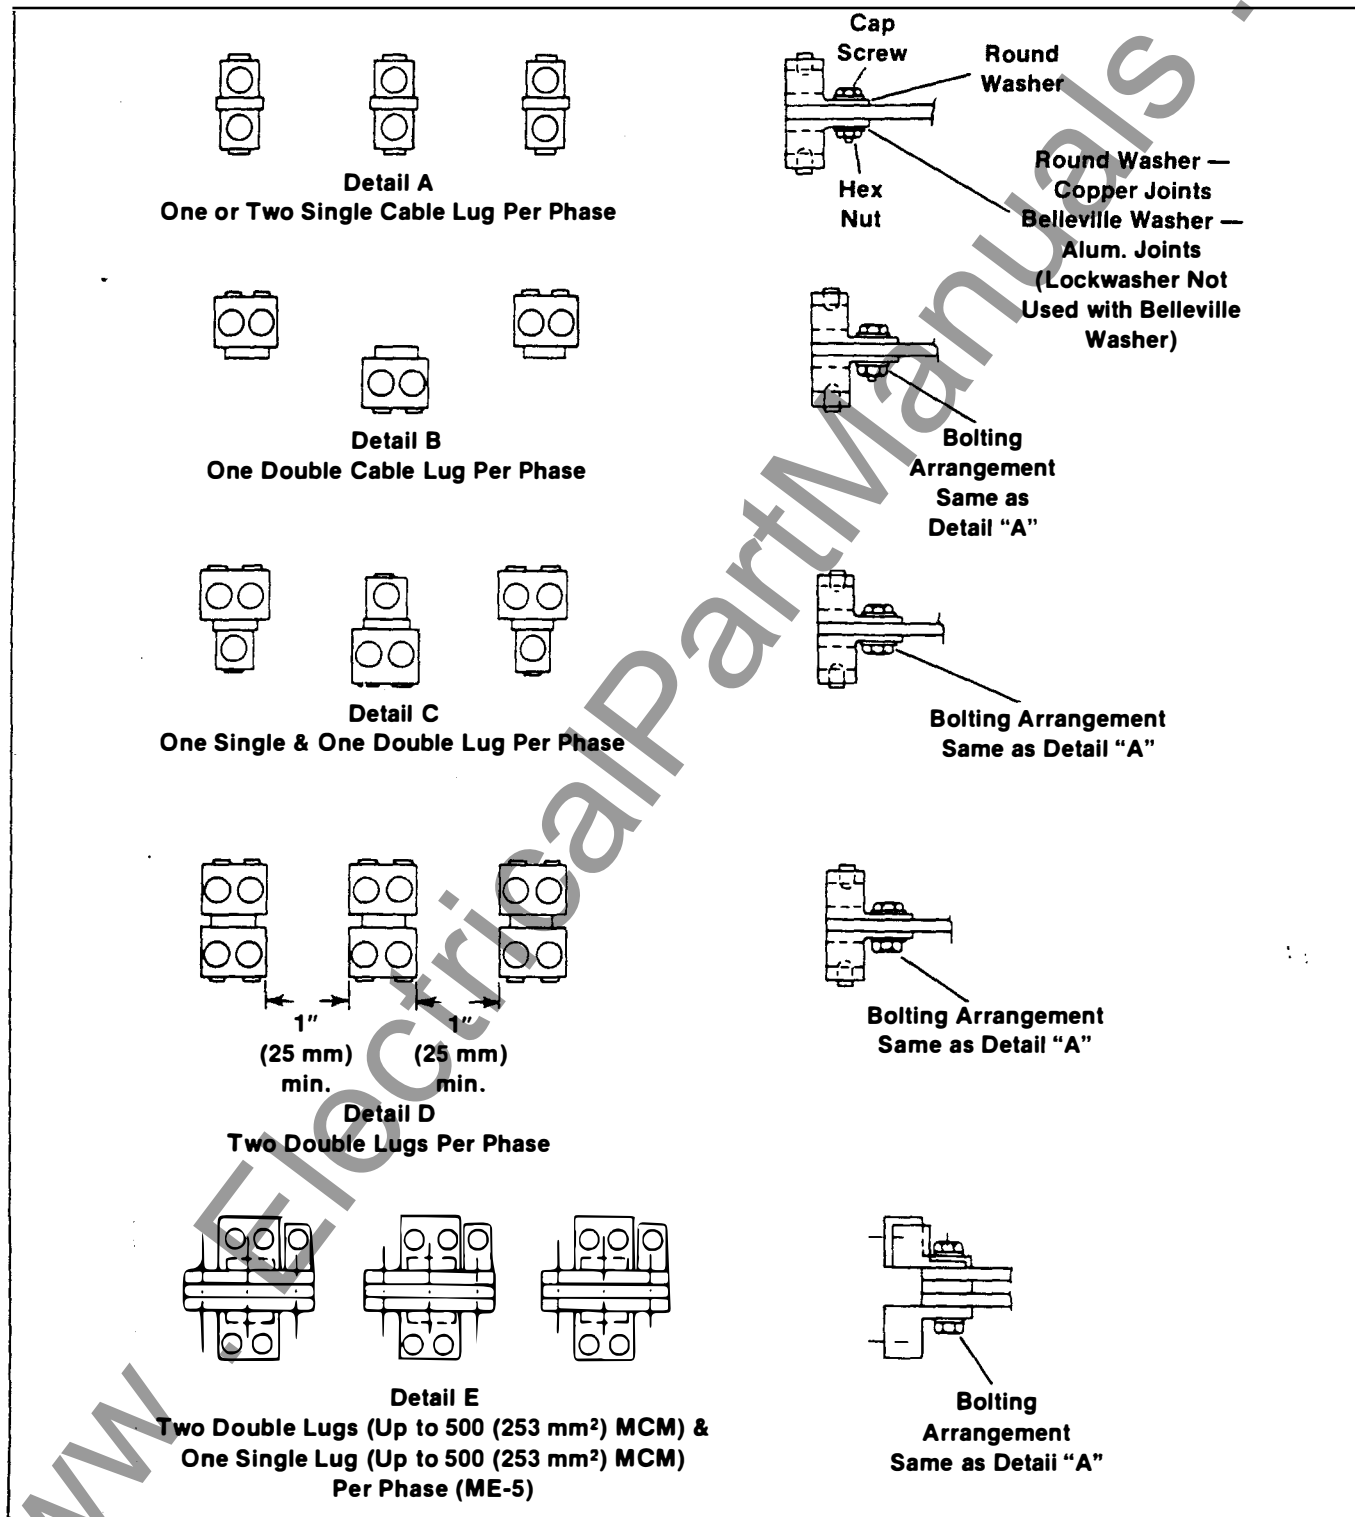 Cap
Screw
Round
Washer
Detail A
One or Two Single Cable Lug Per Phase
Hex
Nut
Round Washer —
Copper Joints
Belleville Washer —
Alum. Joints
(Lockwasher Not
Used with Belleville
Washer)
Detail B
One Double Cable Lug Per Phase
Bolting
Arrangement
Same as
Detail “A”
Detail C
One Single & One Double Lug Per Phase
Bolting Arrangement
Same as Detail “A”
1″
(25 mm)
min.
1″
(25 mm)
min.
Detail D
Two Double Lugs Per Phase
Bolting Arrangement
Same as Detail “A”
Detail E
Two Double Lugs (Up to 500 (253 mm²) MCM) &
One Single Lug (Up to 500 (253 mm²) MCM)
Per Phase (ME-5)
Bolting
Arrangement
Same as Detail “A”
ww . ElectricalPartManuals .